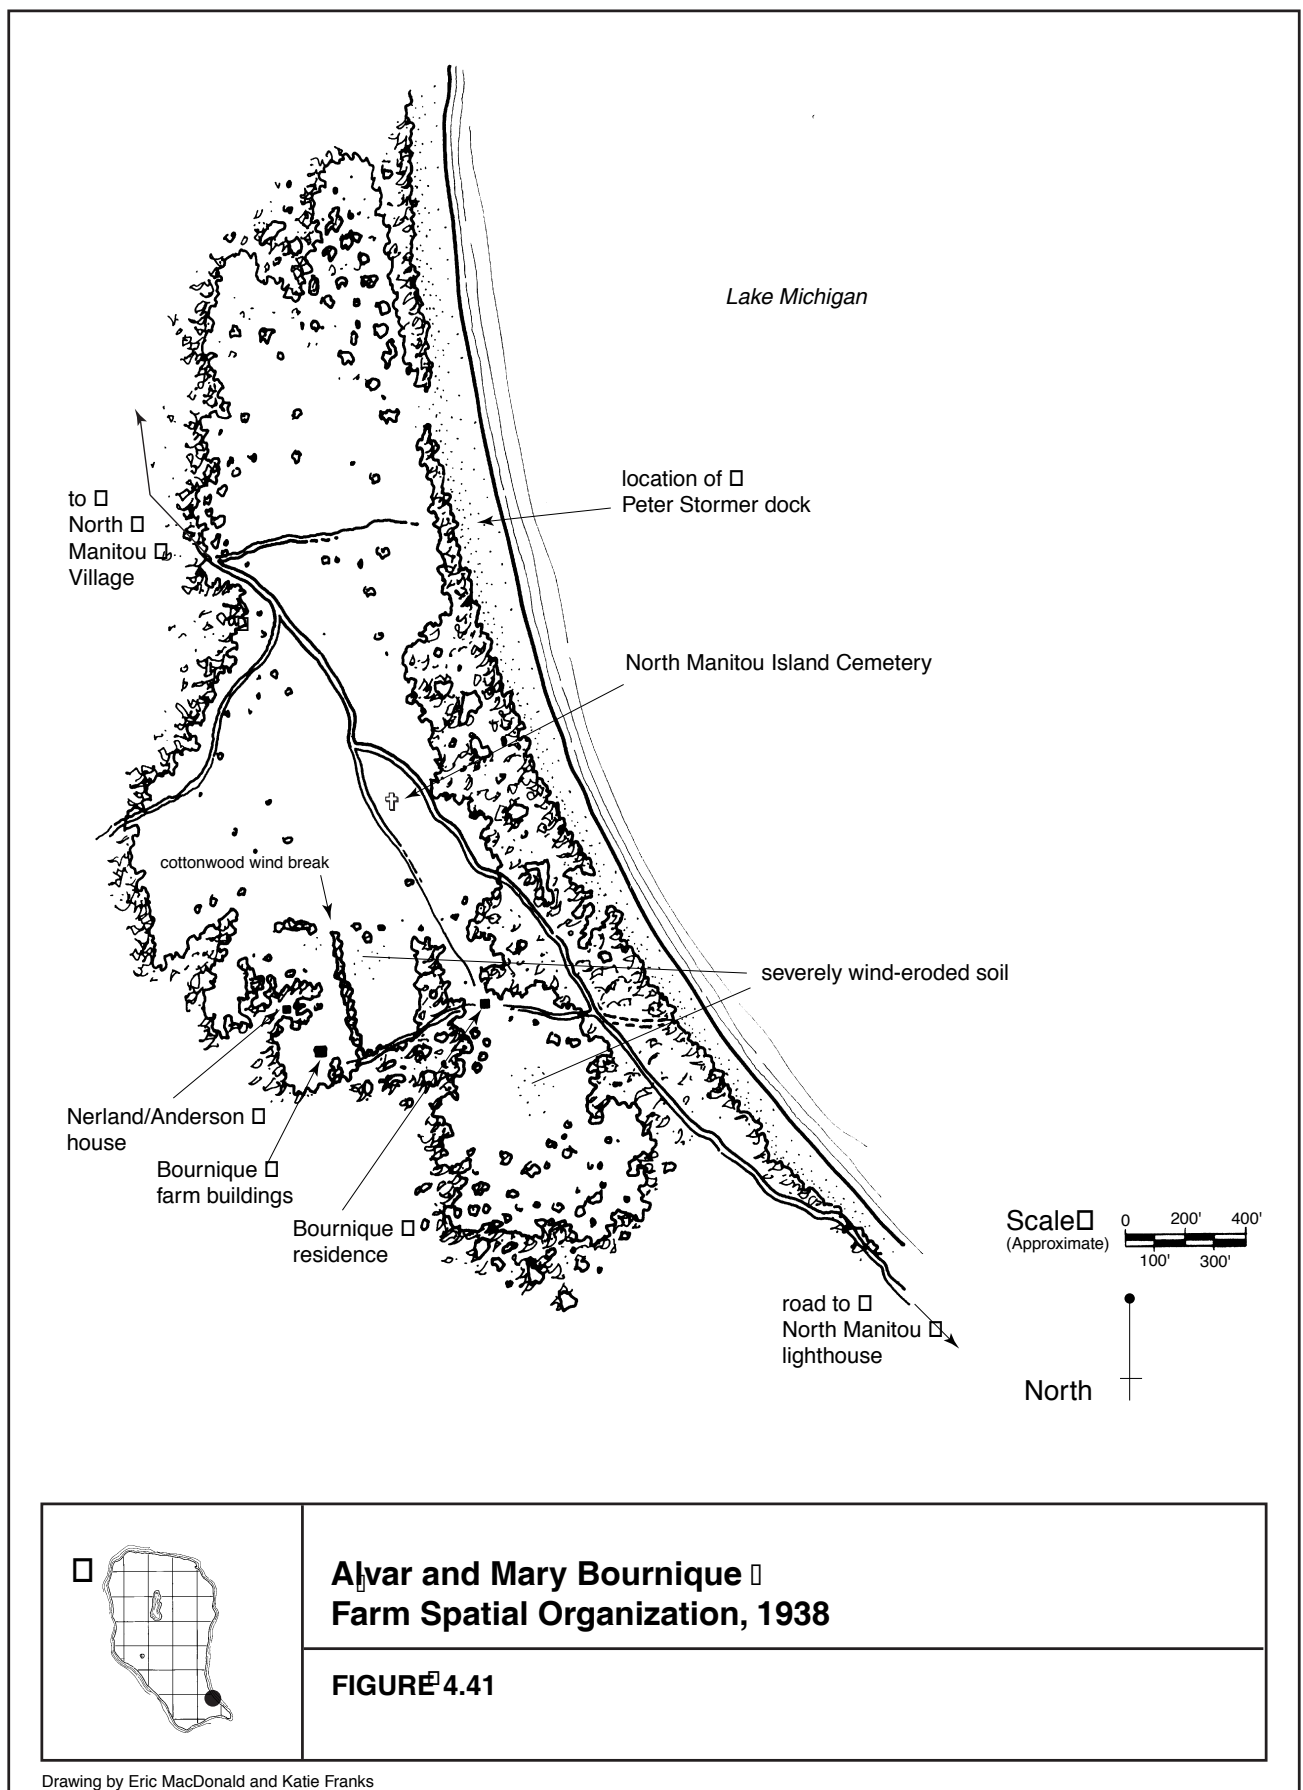 Lake Michigan
location of
Peter Stormer dock
to
North
Manitou
Village
North Manitou Island Cemetery
cottonwood wind break
severely wind-eroded soil
Nerland/Anderson
house
Bournique
farm buildings
Bournique
residence
Scale
(Approximate)
0 200' 400'
100' 300'
road to
North Manitou
lighthouse
North
Alvar and Mary Bournique
Farm Spatial Organization, 1938
FIGURE 4.41
Drawing by Eric MacDonald and Katie Franks